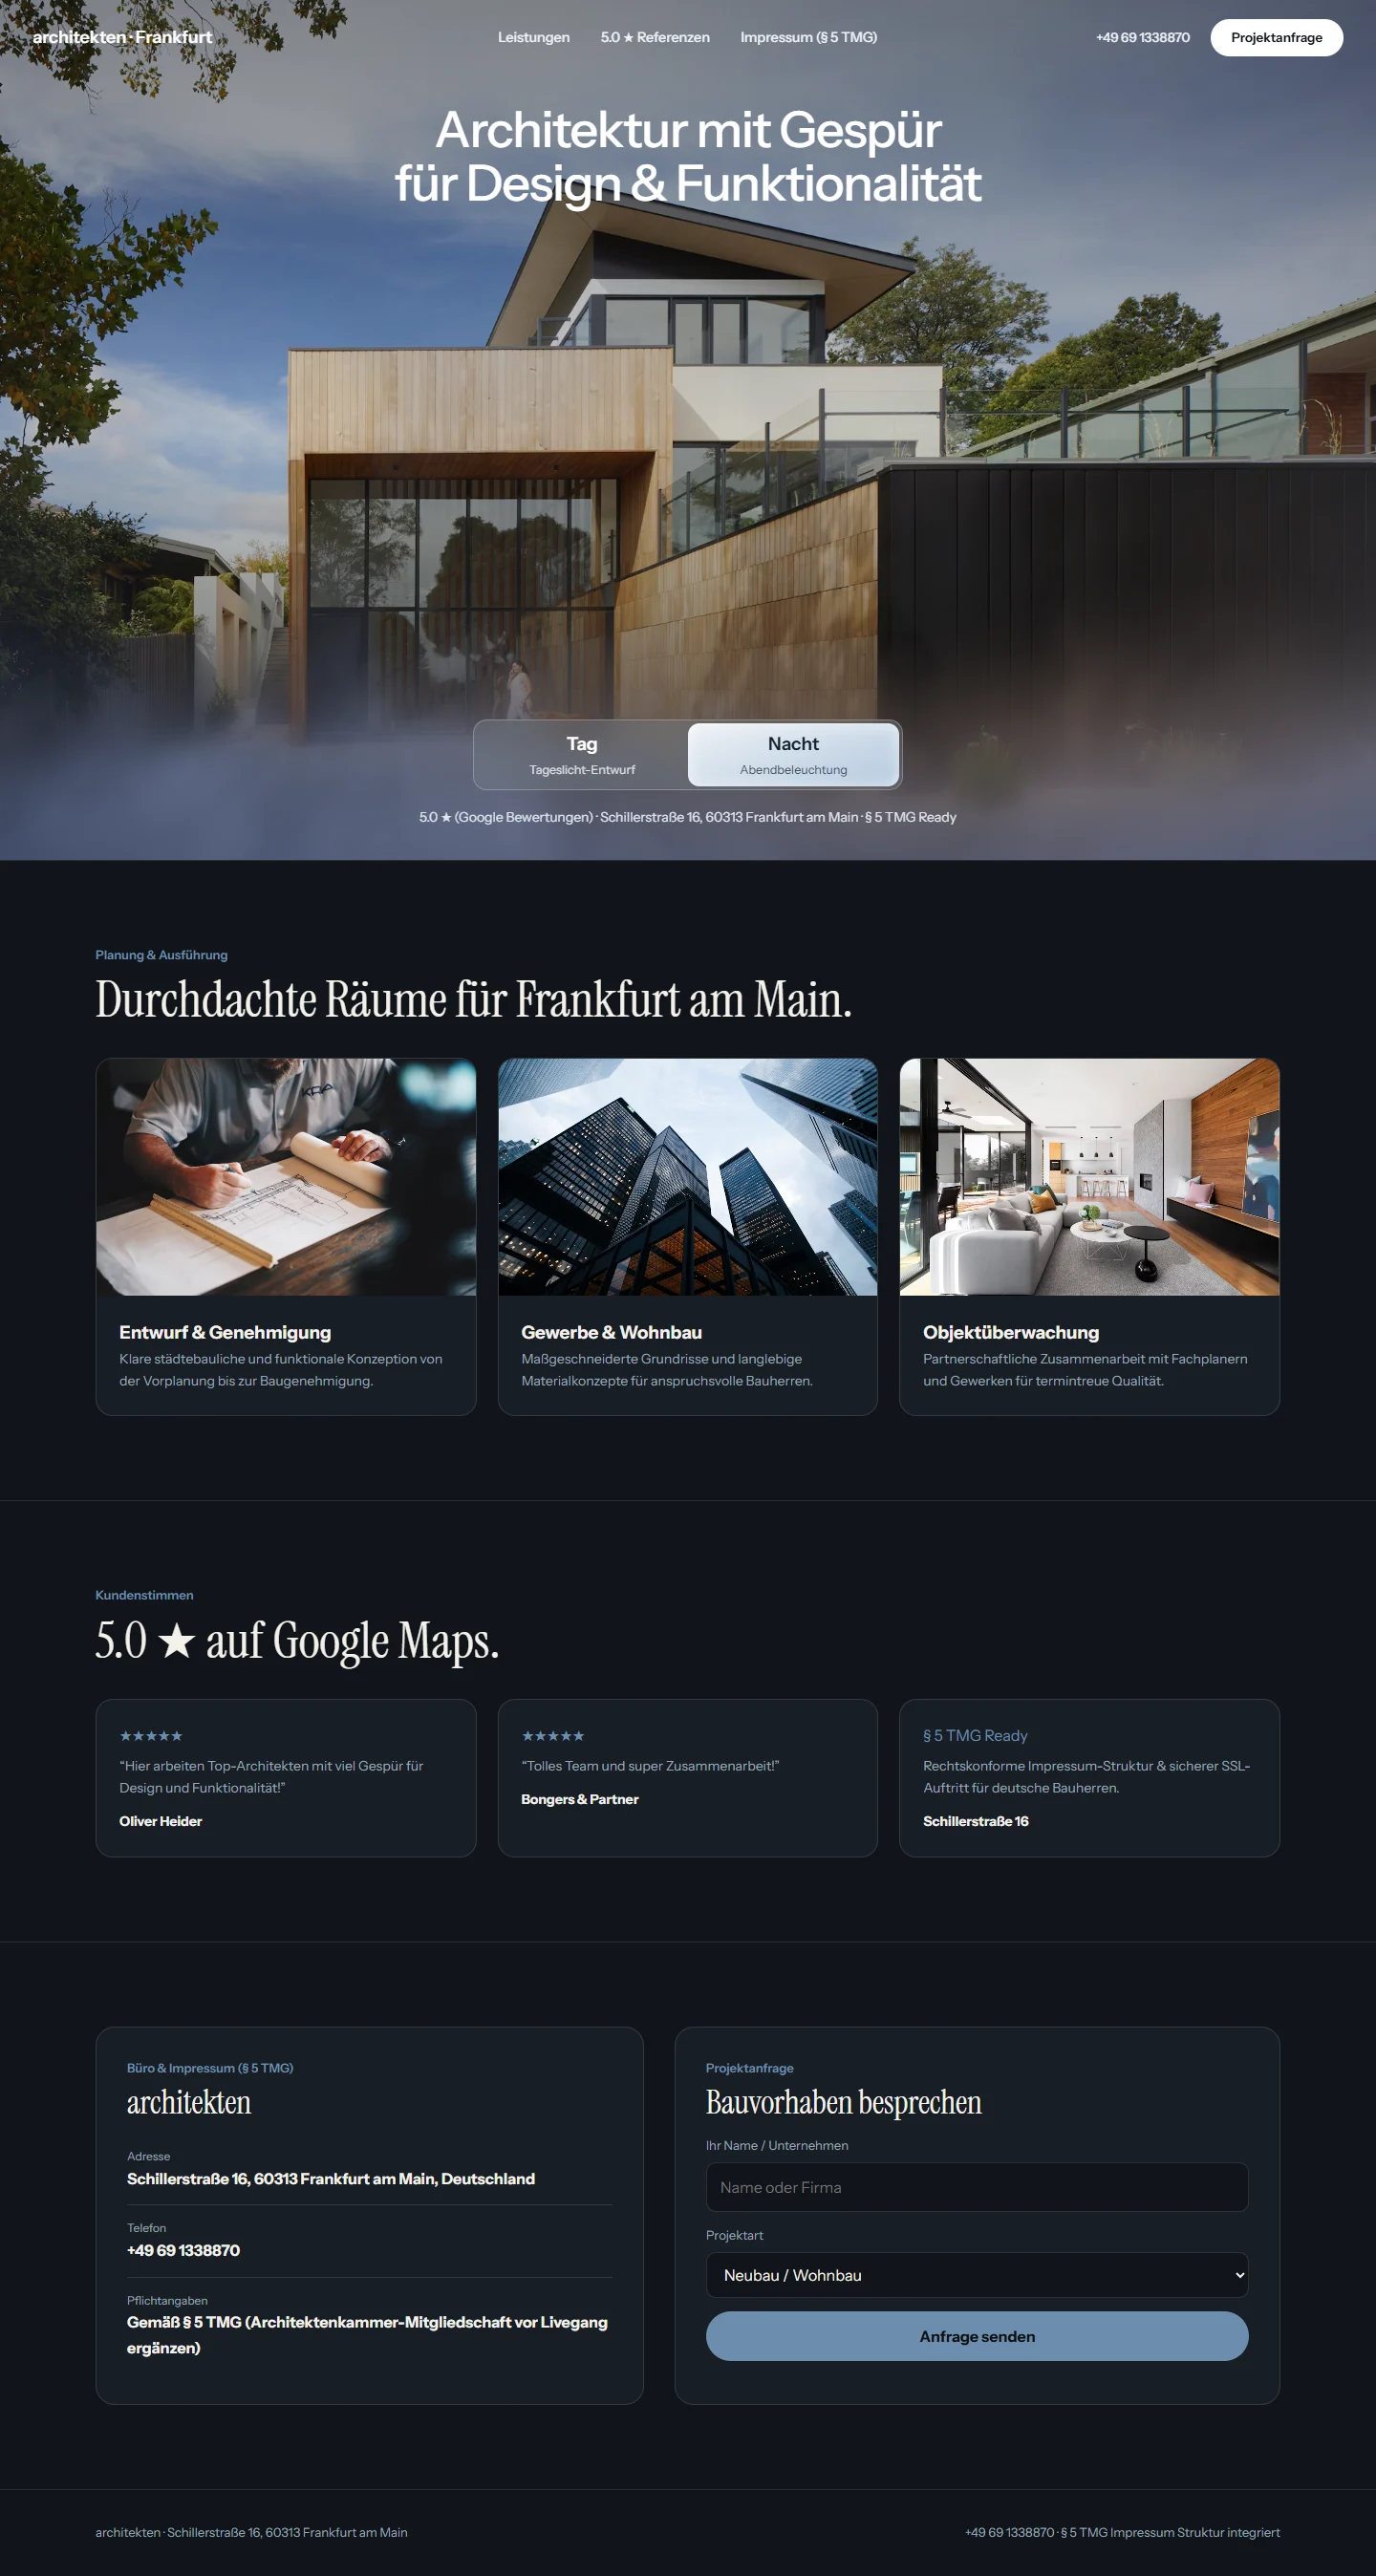 architekten · Frankfurt
Leistungen
5.0 ★ Referenzen
Impressum (§ 5 TMG)
+49 69 1338870
Projektanfrage
Architektur mit Gespür
für Design & Funktionalität
Tag
Tageslicht-Entwurf
Nacht
Abendbeleuchtung
5.0 ★ (Google Bewertungen) · Schillerstraße 16, 60313 Frankfurt am Main · § 5 TMG Ready
Planung & Ausführung
Durchdachte Räume für Frankfurt am Main.
KRA
Entwurf & Genehmigung
Klare städtebauliche und funktionale Konzeption von
der Vorplanung bis zur Baugenehmigung.
Gewerbe & Wohnbau
Maßgeschneiderte Grundrisse und langlebige
Materialkonzepte für anspruchsvolle Bauherren.
Objektüberwachung
Partnerschaftliche Zusammenarbeit mit Fachplanern
und Gewerken für termintreue Qualität.
Kundenstimmen
5.0 ★ auf Google Maps.
★★★★★
“Hier arbeiten Top-Architekten mit viel Gespür für
Design und Funktionalität!”
Oliver Heider
★★★★★
“Tolles Team und super Zusammenarbeit!”
Bongers & Partner
§ 5 TMG Ready
Rechtskonforme Impressum-Struktur & sicherer SSL-
Auftritt für deutsche Bauherren.
Schillerstraße 16
Büro & Impressum (§ 5 TMG)
architekten
Adresse
Schillerstraße 16, 60313 Frankfurt am Main, Deutschland
Telefon
+49 69 1338870
Pflichtangaben
Gemäß § 5 TMG (Architektenkammer-Mitgliedschaft vor Livegang
ergänzen)
Projektanfrage
Bauvorhaben besprechen
Ihr Name / Unternehmen
Name oder Firma
Projektart
Neubau / Wohnbau
Anfrage senden
architekten · Schillerstraße 16, 60313 Frankfurt am Main
+49 69 1338870 · § 5 TMG Impressum Struktur integriert